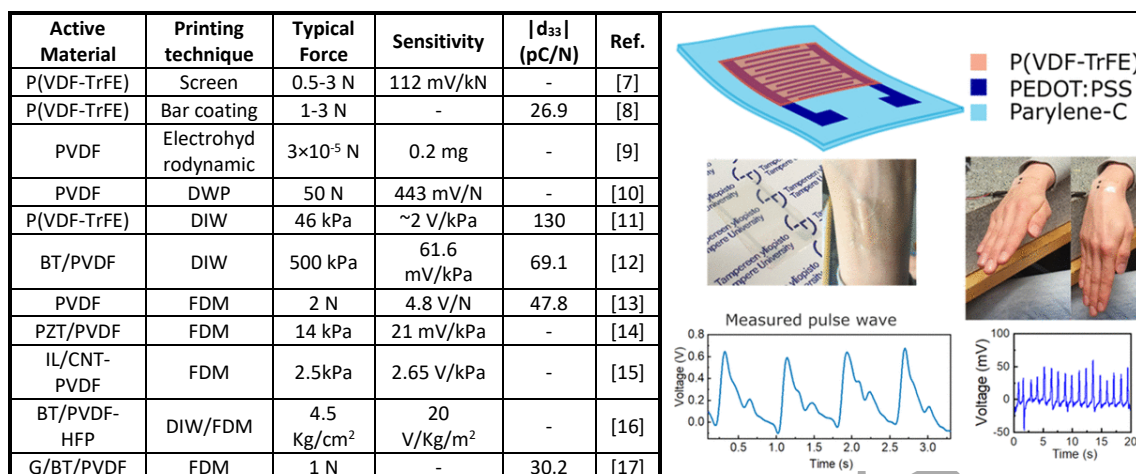 Active Material Printing technique Typical Force Sensitivity |d33| (pC/N) Ref.
P(VDF-TrFE) Screen 0.5-3 N 112 mV/kN - [7]
P(VDF-TrFE) Bar coating 1-3 N - 26.9 [8]
PVDF Electrohyd rodynamic 3×10-5 N 0.2 mg - [9]
PVDF DWP 50 N 443 mV/N - [10]
P(VDF-TrFE) DIW 46 kPa ~2 V/kPa 130 [11]
BT/PVDF DIW 500 kPa 61.6 mV/kPa 69.1 [12]
PVDF FDM 2 N 4.8 V/N 47.8 [13]
PZT/PVDF FDM 14 kPa 21 mV/kPa - [14]
IL/CNT-PVDF FDM 2.5kPa 2.65 V/kPa - [15]
BT/PVDF-HFP DIW/FDM 4.5 Kg/cm2 20 V/Kg/m2 - [16]
G/BT/PVDF FDM 1 N - 30.2 [17]
P(VDF-TrFE)
PEDOT:PSS
Parylene-C
Tampereen yliopisto
Tampere University
Measured pulse wave
Voltage (V)
0.8
0.6
0.4
0.2
0.0
0.5 1.0 1.5 2.0 2.5 3.0
Time (s)
Voltage (mV)
100
50
0
-50
0 5 10 15 20
Time (s)